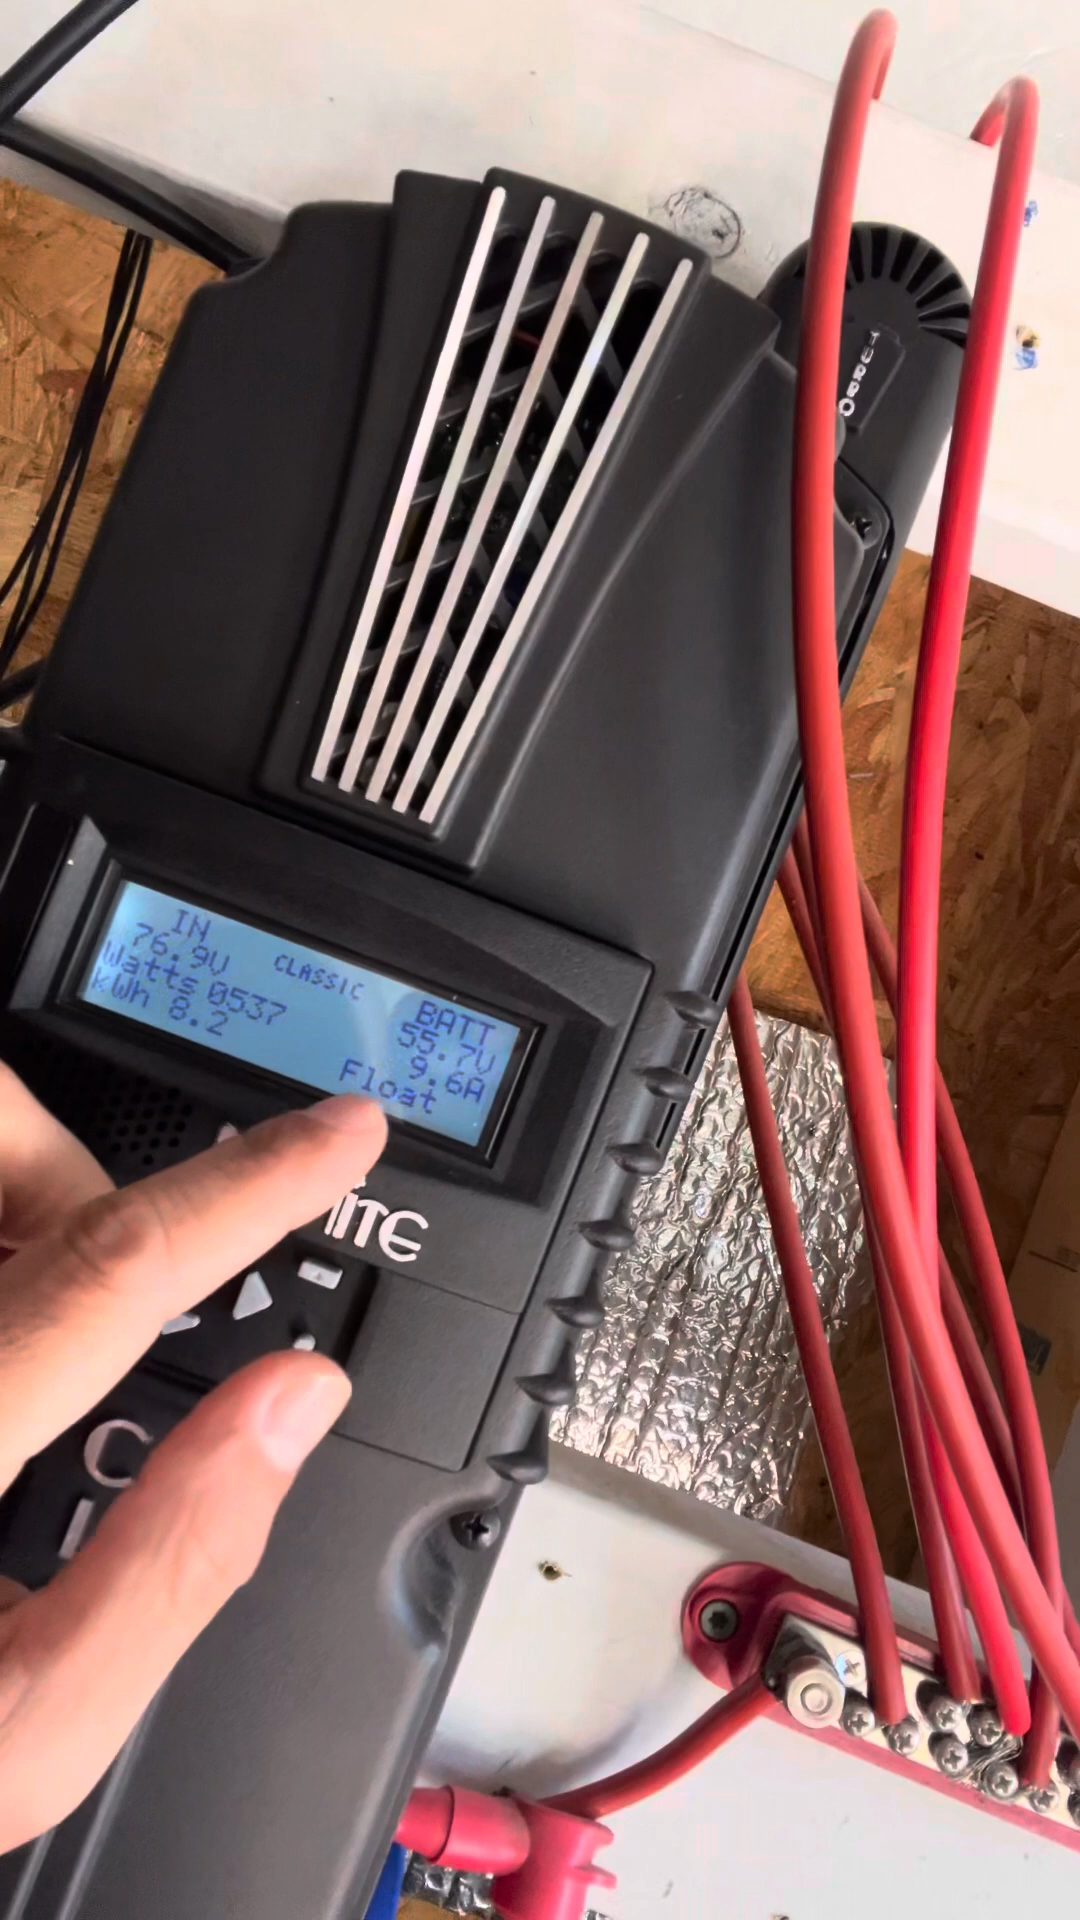 TURBO
IN
76.9V CLASSIC BATT
Watts 0537 55.7V
kWh 8.2 9.6A
Float